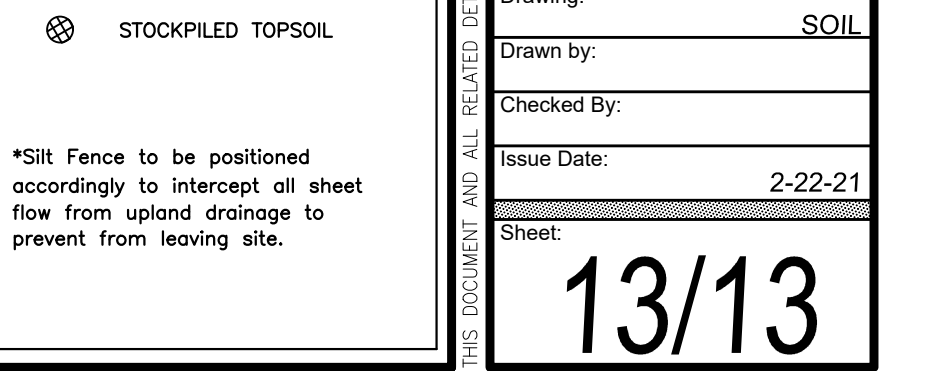 STOCKPILED TOPSOIL
*Silt Fence to be positioned
accordingly to intercept all sheet
flow from upland drainage to
prevent from leaving site.
THIS DOCUMENT AND ALL RELATED
Drawing:
SOIL
Drawn by:
Checked By:
Issue Date:
2-22-21
Sheet:
13/13